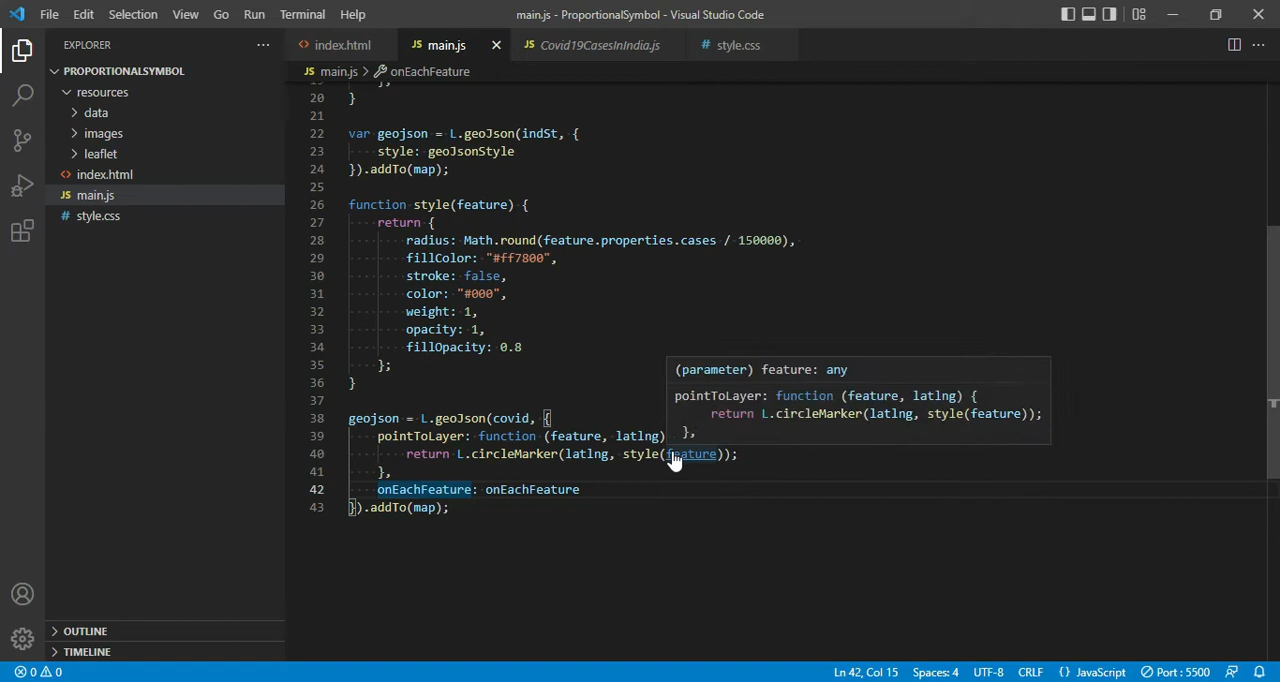 File Edit Selection View Go Run Terminal Help
main.js - ProportionalSymbol - Visual Studio Code
EXPLORER
PROPORTIONALSYMBOL
resources
data
images
leaflet
<> index.html
JS main.js
# style.css
OUTLINE
TIMELINE
<> index.html JS main.js JS Covid19CasesInIndia.js # style.css
JS main.js > onEachFeature
20 }
21
22 var geojson = L.geoJson(indSt, {
23 style: geoJsonStyle
24 }).addTo(map);
25
26 function style(feature) {
27 return {
28 radius: Math.round(feature.properties.cases / 150000),
29 fillColor: "#ff7800",
30 stroke: false,
31 color: "#000",
32 weight: 1,
33 opacity: 1,
34 fillOpacity: 0.8
35 };
36 }
37
38 geojson = L.geoJson(covid, {
39 pointToLayer: function (feature, latlng)
40 return L.circleMarker(latlng, style(feature));
41 },
42 onEachFeature: onEachFeature
43 }).addTo(map);
(parameter) feature: any
pointToLayer: function (feature, latlng) {
return L.circleMarker(latlng, style(feature));
},
0 0 Ln 42, Col 15 Spaces: 4 UTF-8 CRLF {} JavaScript Port : 5500